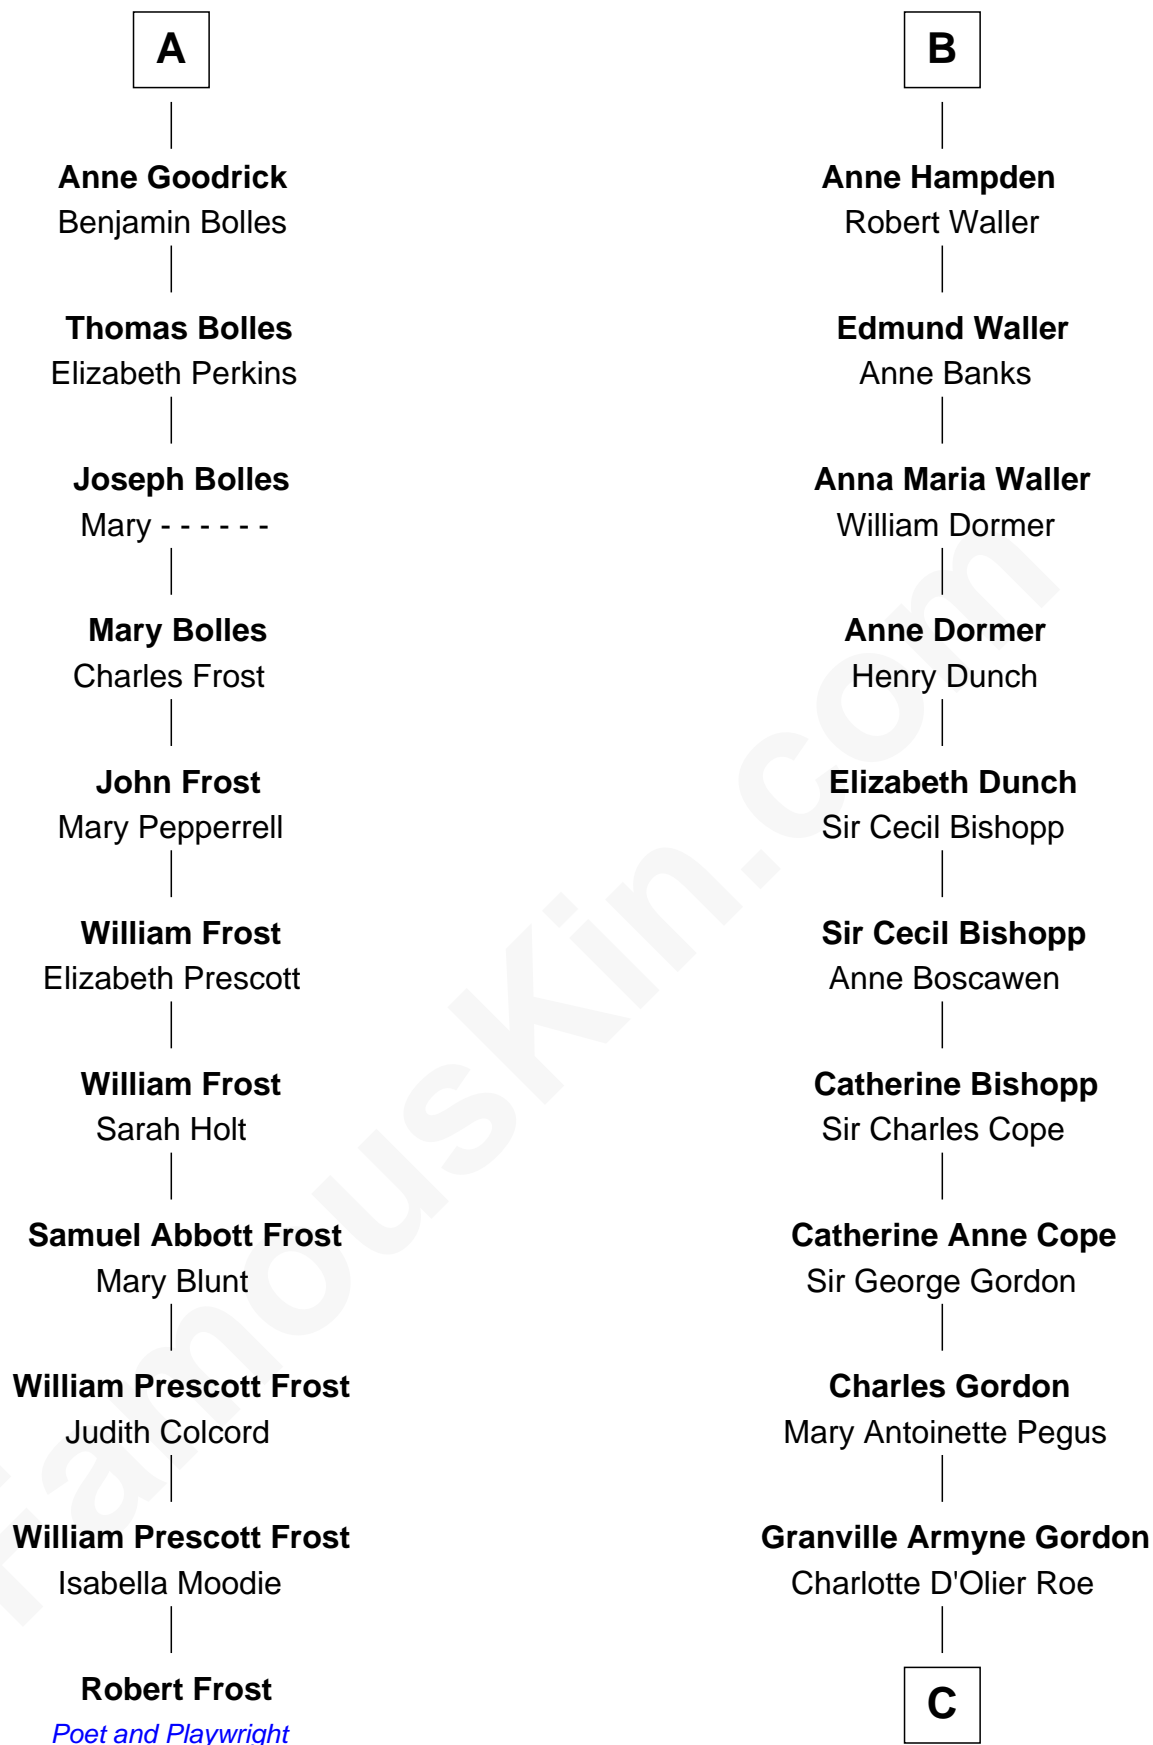 A
Anne Goodrick
Benjamin Bolles
Thomas Bolles
Elizabeth Perkins
Joseph Bolles
Mary - - - - - -
Mary Bolles
Charles Frost
John Frost
Mary Pepperrell
William Frost
Elizabeth Prescott
William Frost
Sarah Holt
Samuel Abbott Frost
Mary Blunt
William Prescott Frost
Judith Colcord
William Prescott Frost
Isabella Moodie
Robert Frost
Poet and Playwright
B
Anne Hampden
Robert Waller
Edmund Waller
Anne Banks
Anna Maria Waller
William Dormer
Anne Dormer
Henry Dunch
Elizabeth Dunch
Sir Cecil Bishopp
Sir Cecil Bishopp
Anne Boscawen
Catherine Bishopp
Sir Charles Cope
Catherine Anne Cope
Sir George Gordon
Charles Gordon
Mary Antoinette Pegus
Granville Armyne Gordon
Charlotte D'Olier Roe
C
FamousKin.com